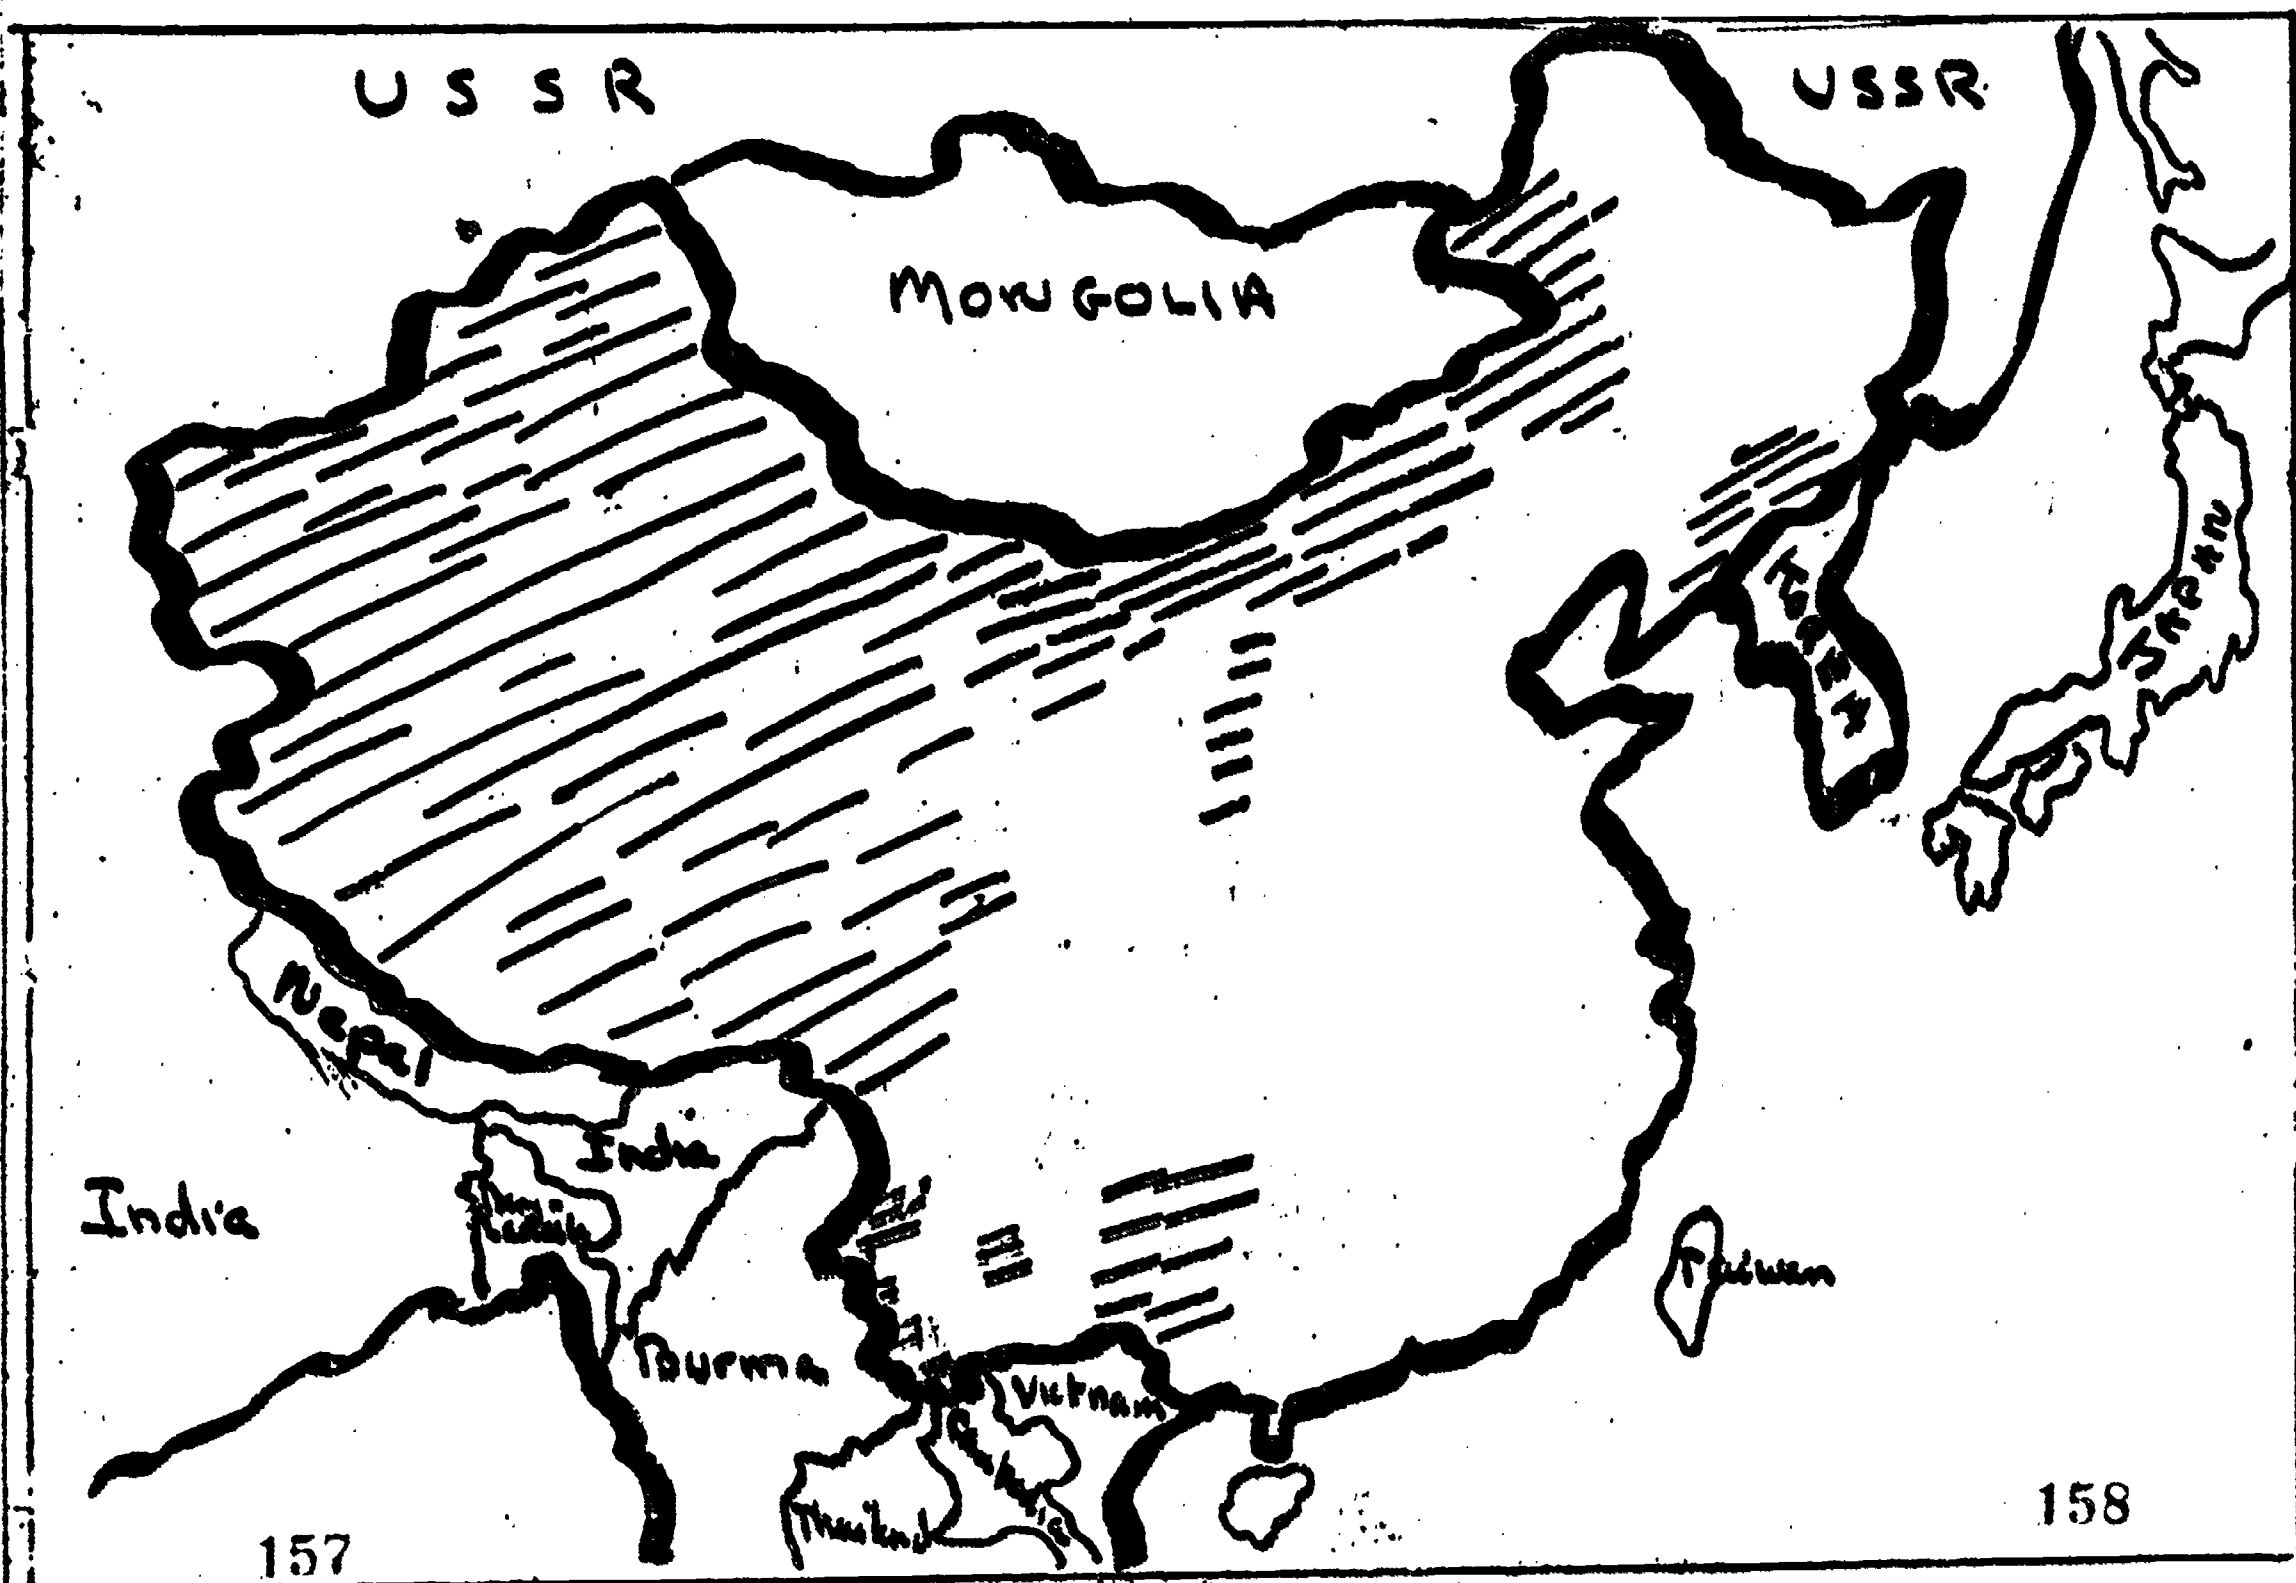 USSR
USSR
MONGOLIA
KOREA
JAPAN
Nepal
India
India
Taiwan
Burma
Vietnam
Thailand
158
157